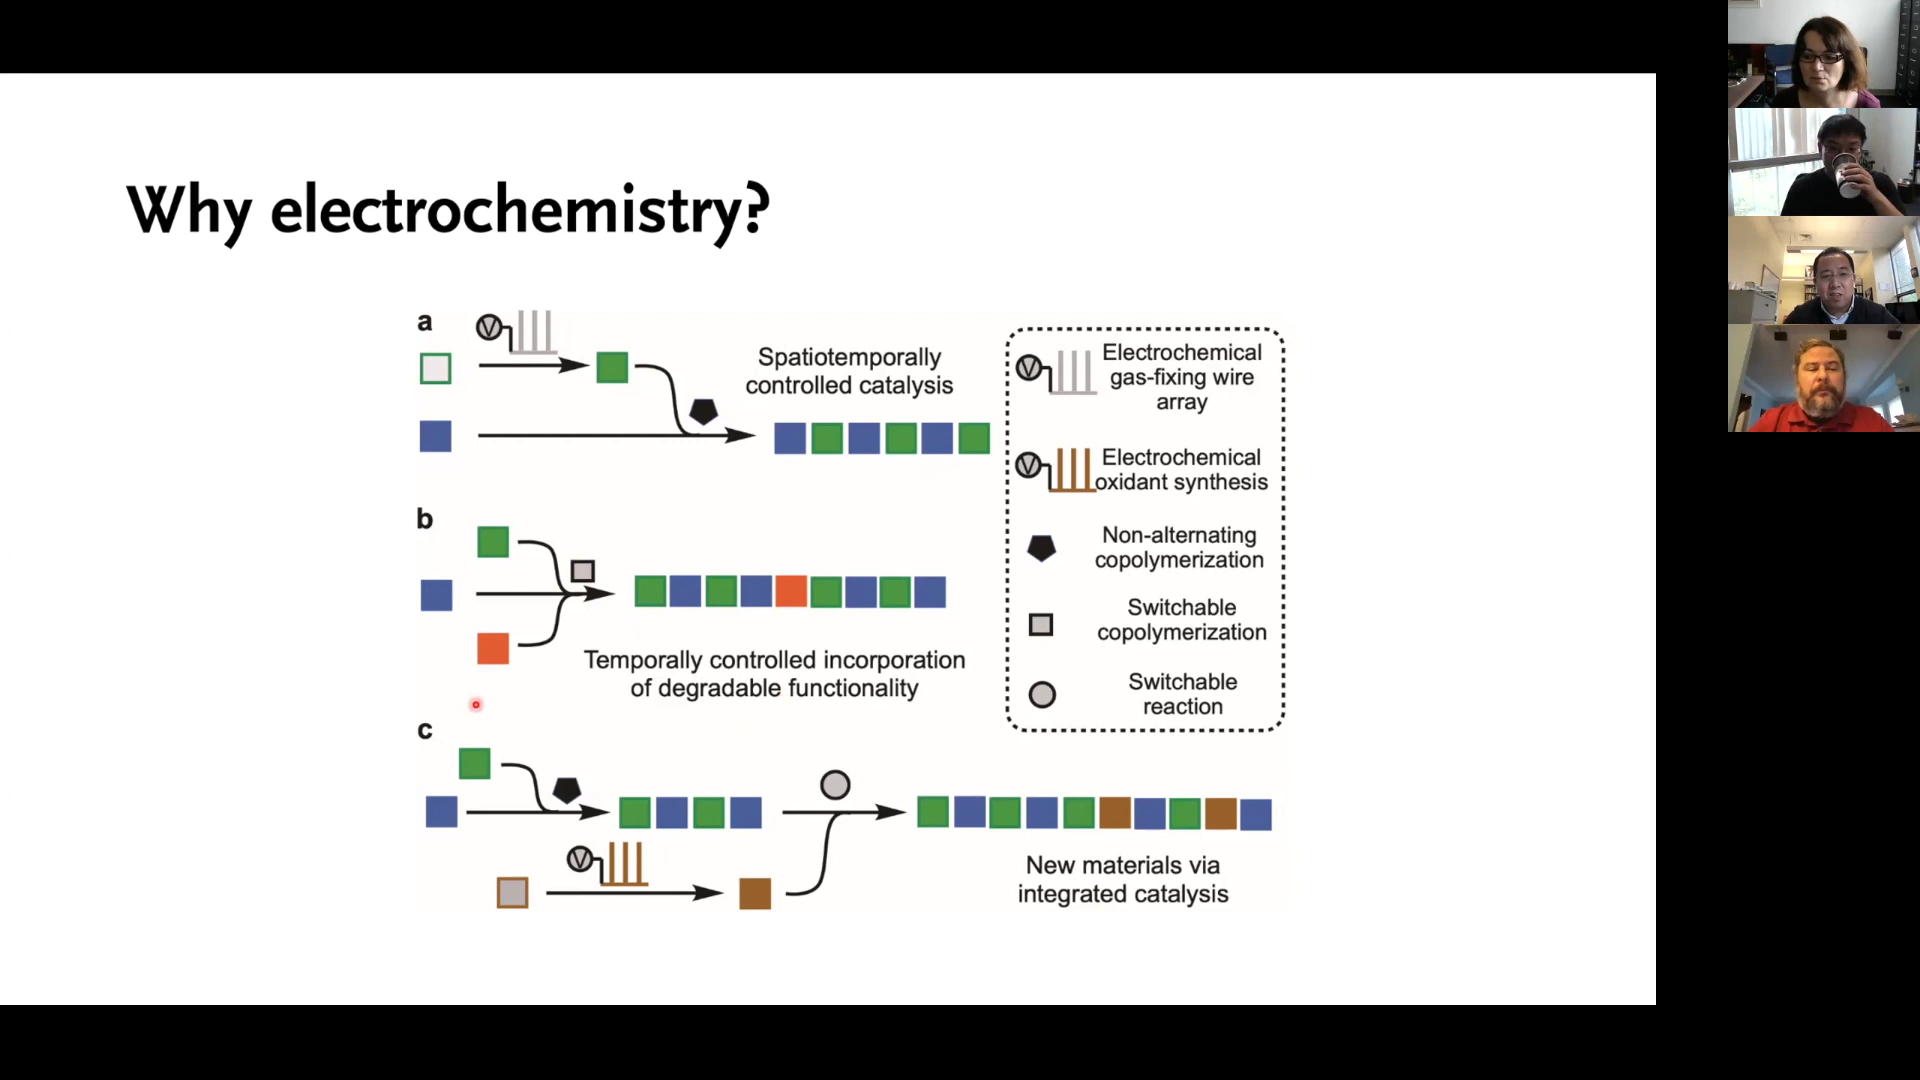 Why electrochemistry?
a
V
Spatiotemporally
controlled catalysis
b
Temporally controlled incorporation
of degradable functionality
c
V
New materials via
integrated catalysis
V
Electrochemical
gas-fixing wire
array
V
Electrochemical
oxidant synthesis
Non-alternating
copolymerization
Switchable
copolymerization
Switchable
reaction